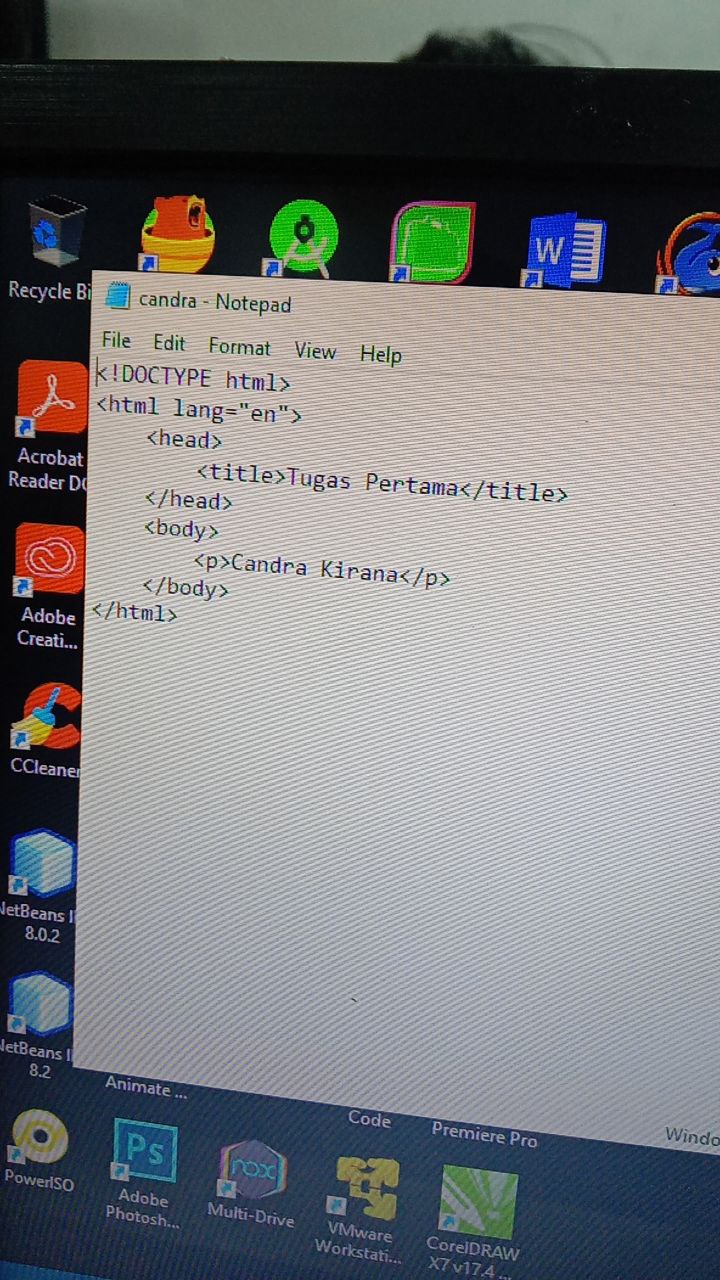 Recycle Bi
candra - Notepad
File Edit Format View Help
<!DOCTYPE html>
<html lang="en">
<head>
<title>Tugas Pertama</title>
</head>
<body>
<p>Candra Kirana</p>
</body>
</html>
W
Acrobat
Reader DC
Adobe
Creati...
CCleaner
NetBeans I
8.0.2
NetBeans I
8.2
Animate ...
Code
Premiere Pro
Windo
PowerISO
Ps
Adobe
Photosh...
nox
Multi-Drive
VMware
Workstati...
CorelDRAW
X7 v17.4 ...